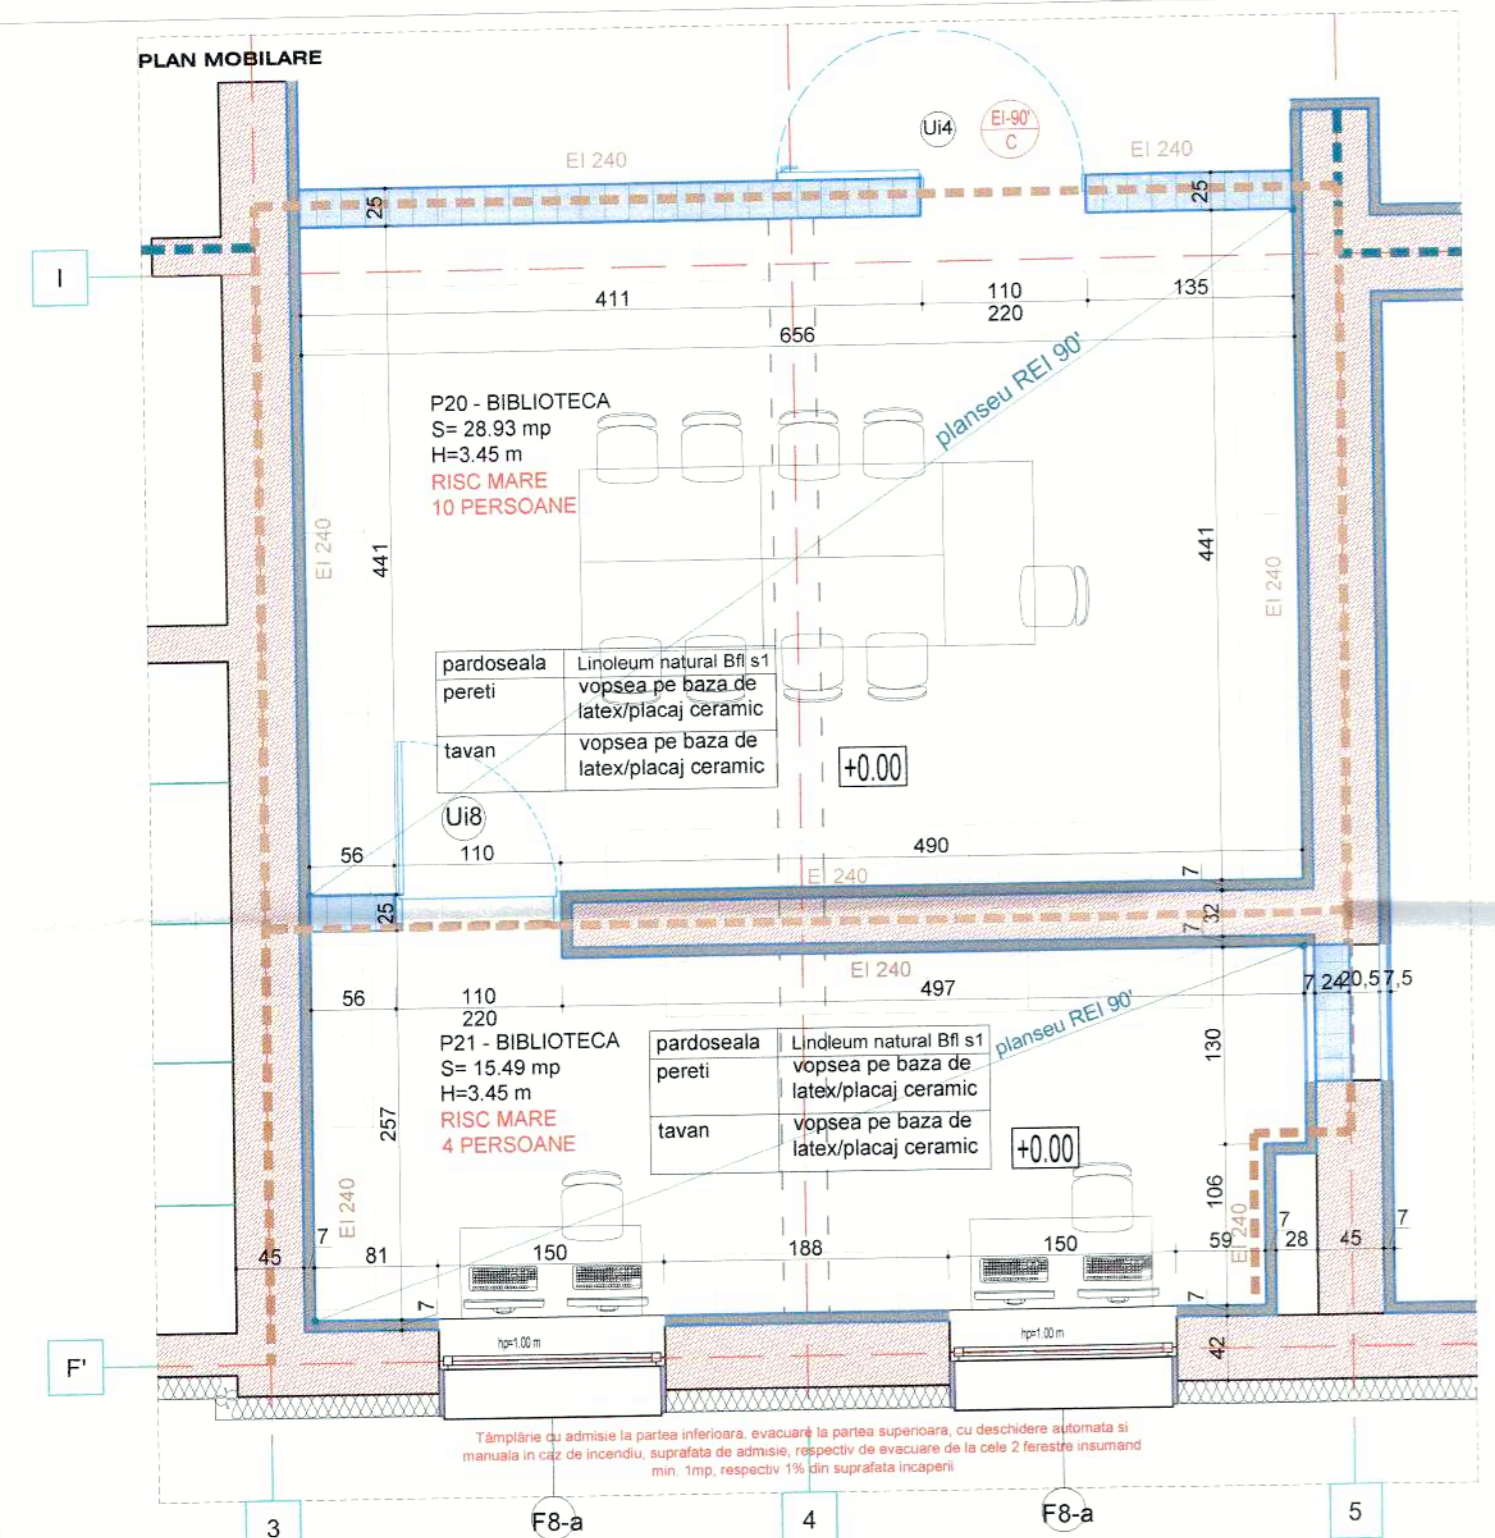 PLAN MOBILARE
Ui4
EI-90'
C
EI 240
EI 240
25
25
I
411
110
220
135
656
planseu REI 90'
P20 - BIBLIOTECA
S= 28.93 mp
H=3.45 m
RISC MARE
10 PERSOANE
EI 240
441
441
EI 240
pardoseala
Linoleum natural Bfl s1
pereti
vopsea pe baza de
latex/placaj ceramic
tavan
vopsea pe baza de
latex/placaj ceramic
+0.00
Ui8
56
110
490
EI 240
7
25
32
7
EI 240
56
110
220
497
7
24
20,5
7,5
planseu REI 90'
P21 - BIBLIOTECA
S= 15.49 mp
H=3.45 m
RISC MARE
4 PERSOANE
pardoseala
Linoleum natural Bfl s1
pereti
vopsea pe baza de
latex/placaj ceramic
tavan
vopsea pe baza de
latex/placaj ceramic
+0.00
130
257
106
EI 240
EI 240
7
45
81
150
188
150
59
7
28
45
7
7
7
hp=1.00 m
hp=1.00 m
42
F'
Tâmplărie cu admisie la partea inferioara, evacuare la partea superioara, cu deschidere automata si
manuala in caz de incendiu, suprafata de admisie, respectiv de evacuare de la cele 2 ferestre insumand
min. 1mp, respectiv 1% din suprafata incaperii
3
F8-a
4
F8-a
5